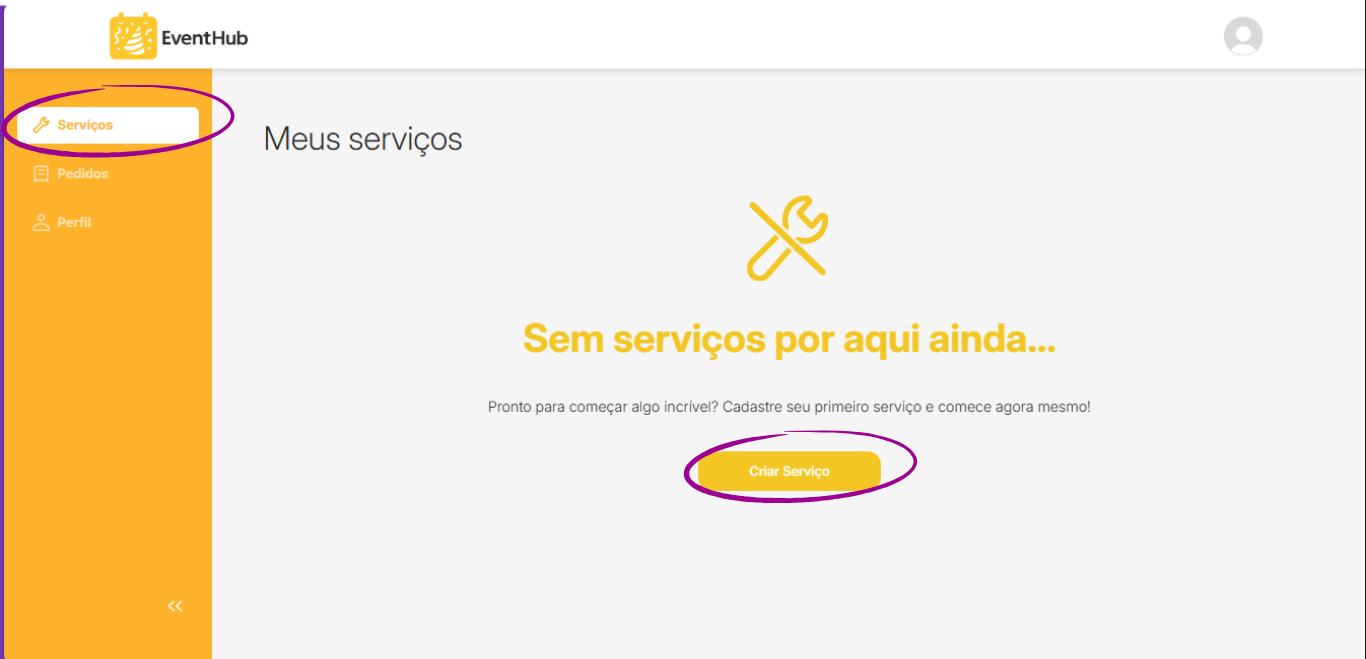 EventHub
Serviços
Pedidos
Perfil
Meus serviços
Sem serviços por aqui ainda...
Pronto para começar algo incrível? Cadastre seu primeiro serviço e comece agora mesmo!
Criar Serviço